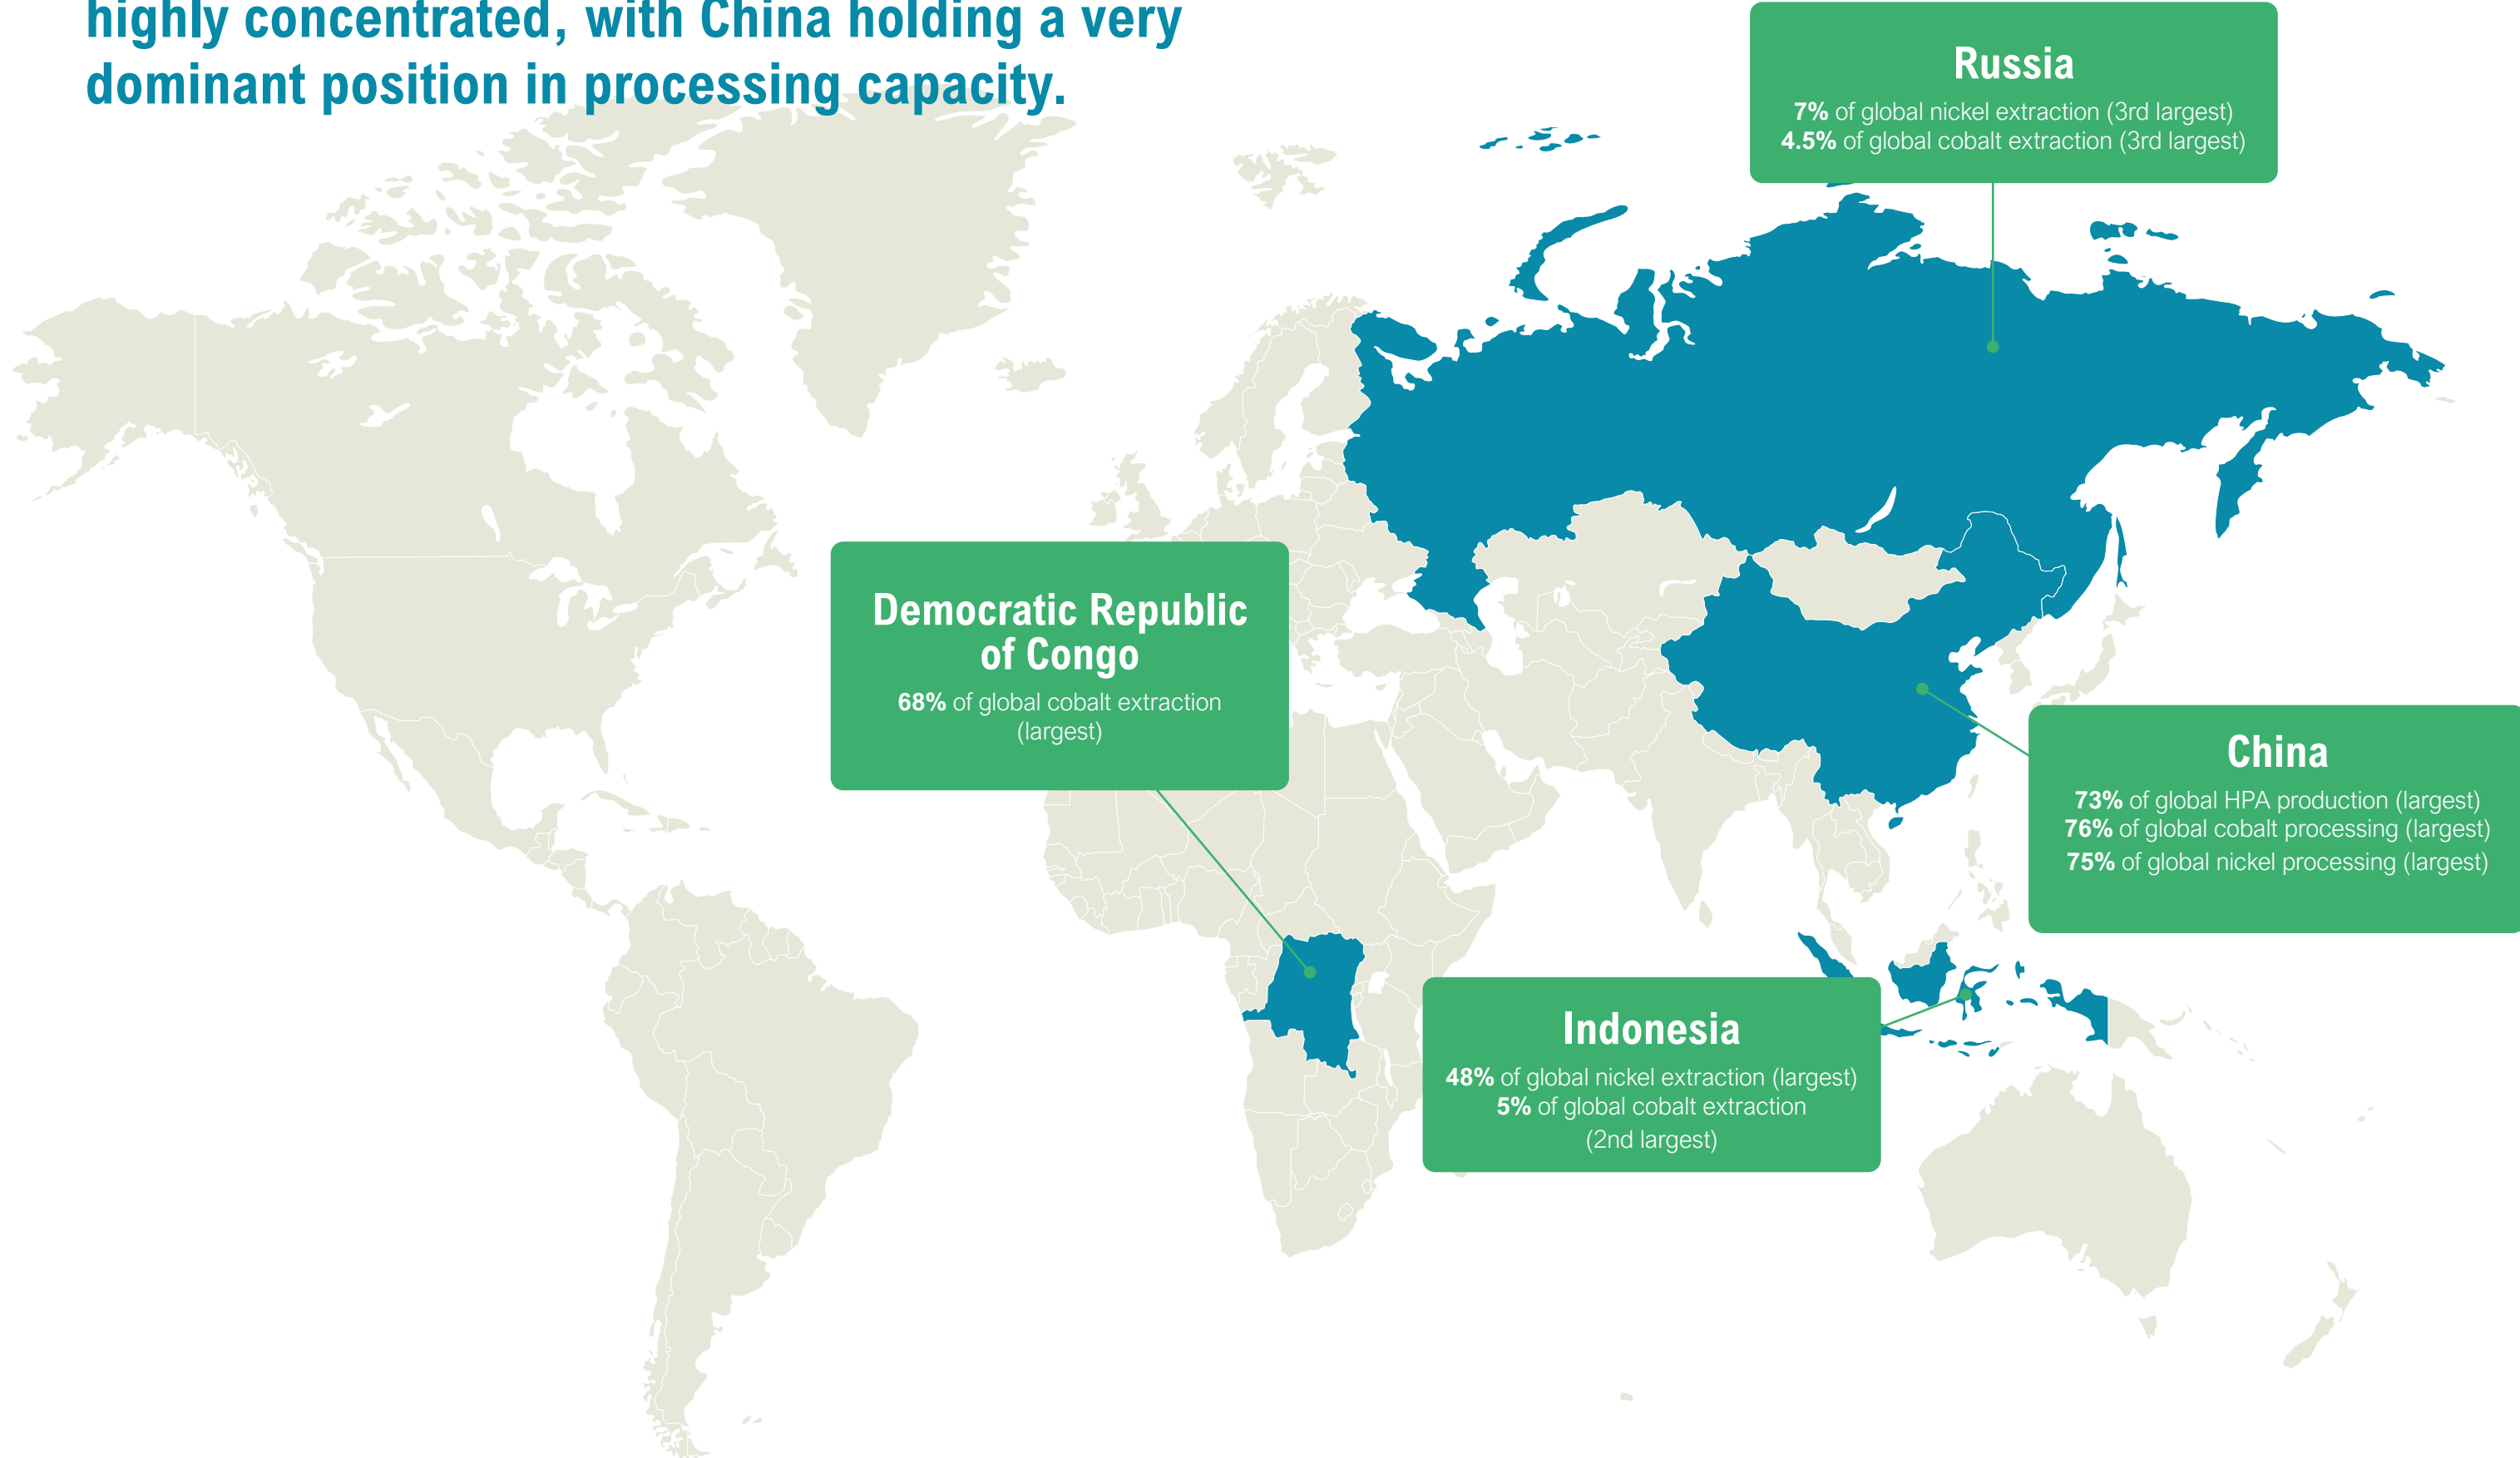 highly concentrated, with China holding a very
dominant position in processing capacity.
Russia
7% of global nickel extraction (3rd largest)
4.5% of global cobalt extraction (3rd largest)
Democratic Republic
of Congo
68% of global cobalt extraction
(largest)
China
73% of global HPA production (largest)
76% of global cobalt processing (largest)
75% of global nickel processing (largest)
Indonesia
48% of global nickel extraction (largest)
5% of global cobalt extraction
(2nd largest)